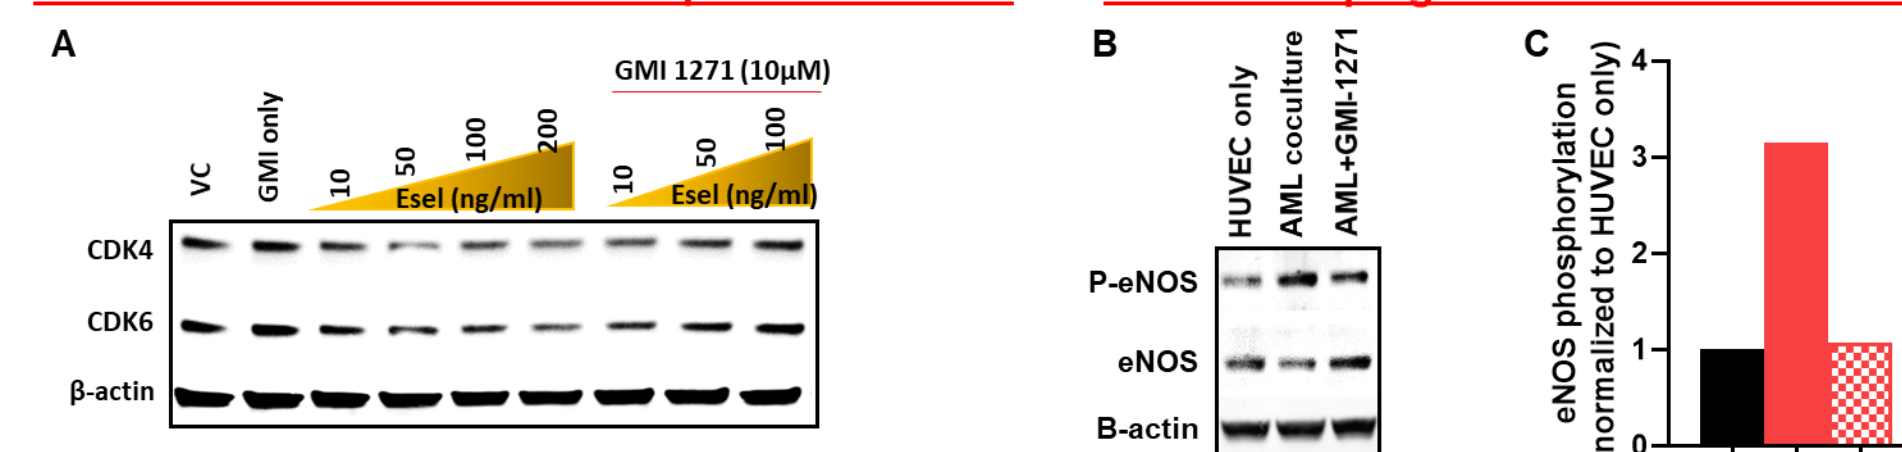 A
GMI 1271 (10µM)
VC
GMI only
10
50
100
200
Esel (ng/ml)
10
50
100
Esel (ng/ml)
CDK4
CDK6
β-actin
B
HUVEC only
AML coculture
AML+GMI-1271
P-eNOS
eNOS
B-actin
C
eNOS phosphorylation
normalized to HUVEC only)
4
3
2
1
0